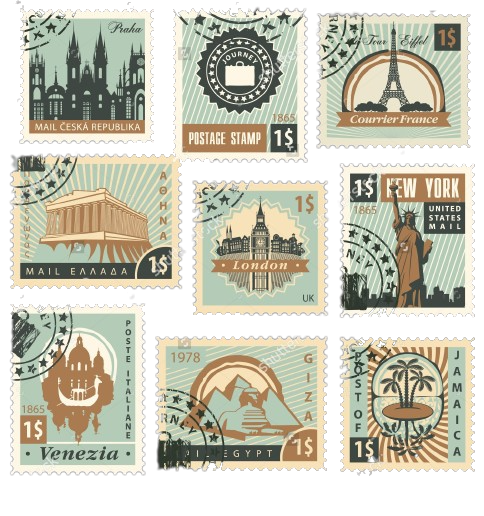 Praha
MAIL ČESKÁ REPUBLIKA
JOURNEY
1865
POSTAGE STAMP
1$
La Tour Eiffel
1$
Courrier France
ΑΘΗΝΑ
MAIL ΕΛΛΑΔΑ
1$
1$
London
UK
1$
NEW YORK
1865
UNITED
STATES
MAIL
POSTE ITALIANE
1865
1$
Venezia
1978
GIZA
EGYPT
1$
POST OF
JAMAICA
1$